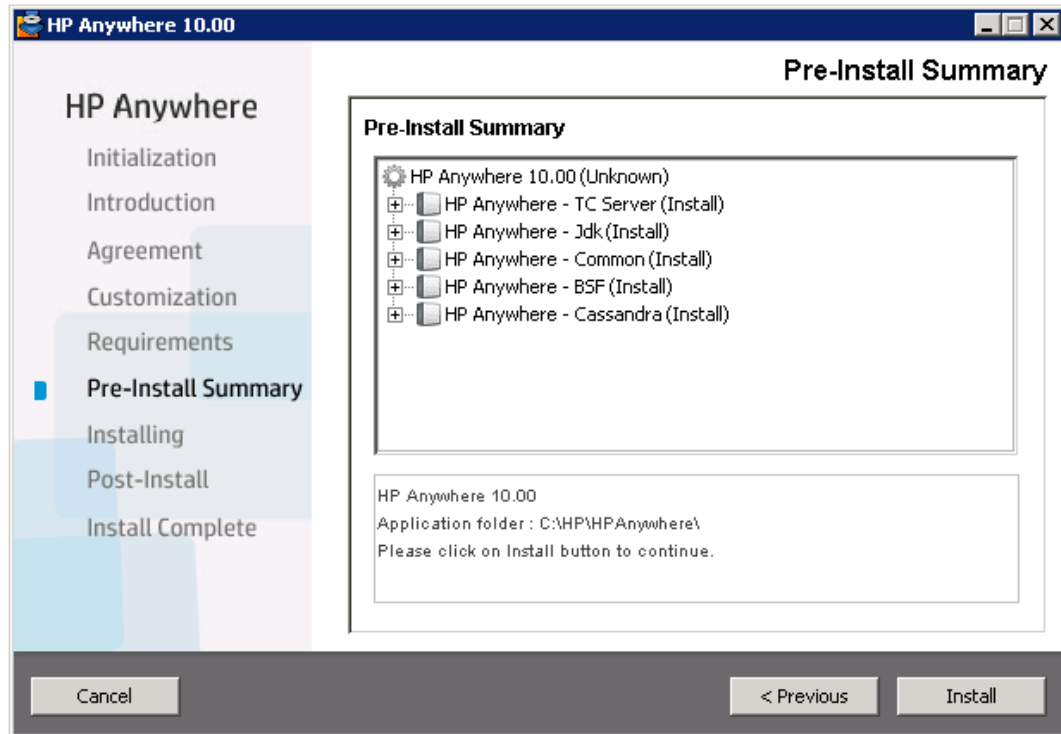 HP Anywhere 10.00
Pre-Install Summary
HP Anywhere
Initialization
Introduction
Agreement
Customization
Requirements
Pre-Install Summary
Installing
Post-Install
Install Complete
Pre-Install Summary
HP Anywhere 10.00 (Unknown)
HP Anywhere - TC Server (Install)
HP Anywhere - Jdk (Install)
HP Anywhere - Common (Install)
HP Anywhere - BSF (Install)
HP Anywhere - Cassandra (Install)
HP Anywhere 10.00
Application folder : C:\HP\HPAnywhere\
Please click on Install button to continue.
Cancel
< Previous
Install